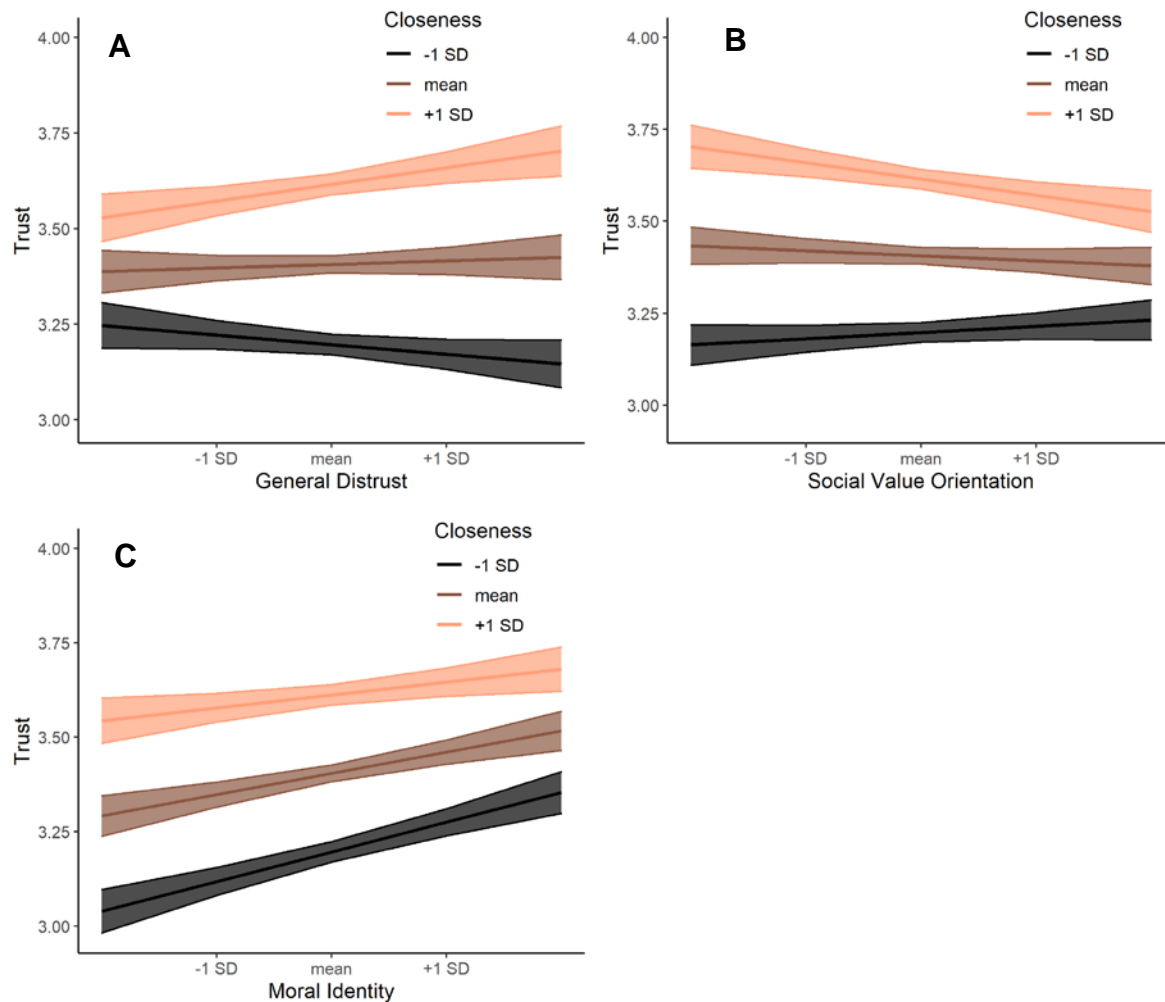 A
Closeness
-1 SD
mean
+1 SD
4.00
3.75
3.50
3.25
3.00
Trust
-1 SD mean +1 SD
General Distrust
B
Closeness
-1 SD
mean
+1 SD
4.00
3.75
3.50
3.25
3.00
Trust
-1 SD mean +1 SD
Social Value Orientation
C
Closeness
-1 SD
mean
+1 SD
4.00
3.75
3.50
3.25
3.00
Trust
-1 SD mean +1 SD
Moral Identity